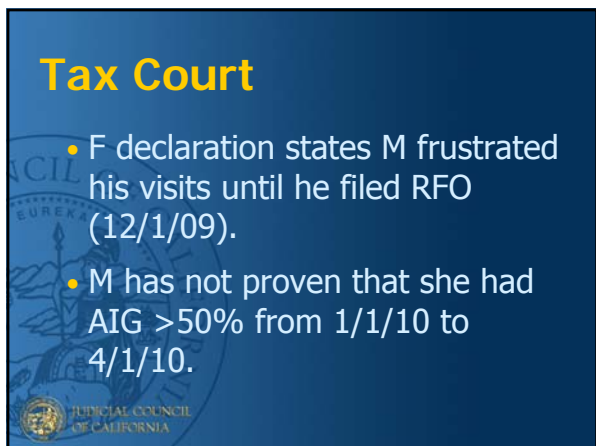 Tax Court
• F declaration states M frustrated
his visits until he filed RFO
(12/1/09).
• M has not proven that she had
AIG >50% from 1/1/10 to
4/1/10.
EUREKA
JUDICIAL COUNCIL
OF CALIFORNIA